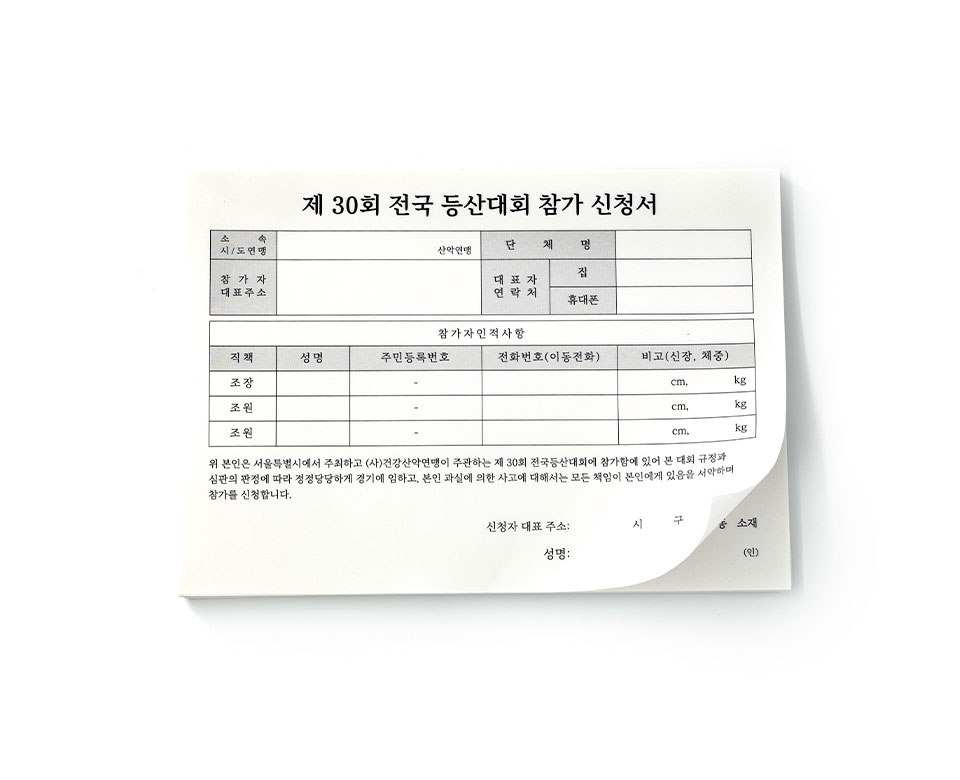 제 30회 전국 등산대회 참가 신청서
소 속
시/도연맹
산악연맹
단 체 명
참 가 자
대표주소
대 표 자
연 락 처
집
휴대폰
참가자인적사항
직책 성명 주민등록번호 전화번호(이동전화) 비고(신장, 체중)
조장 - cm, kg
조원 - cm, kg
조원 - cm, kg
위 본인은 서울특별시에서 주최하고 (사)건강산악연맹이 주관하는 제 30회 전국등산대회에 참가함에 있어 본 대회 규정과
심판의 판정에 따라 정정당당하게 경기에 임하고, 본인 과실에 의한 사고에 대해서는 모든 책임이 본인에게 있음을 서약하며
참가를 신청합니다.
신청자 대표 주소: 시 구 소재
성명: (인)